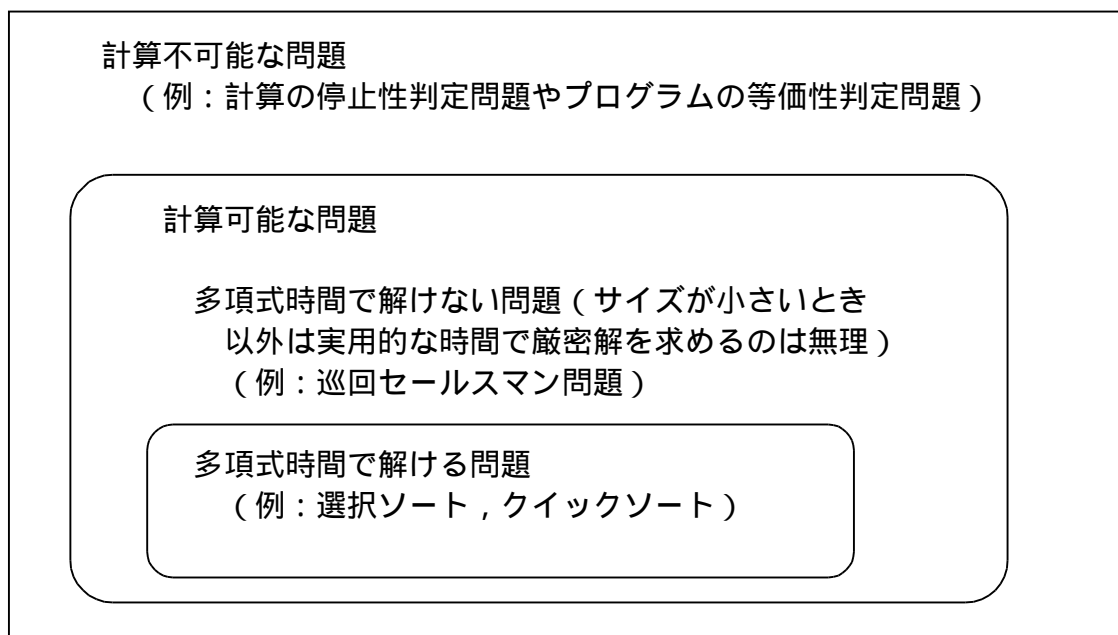 計算不可能な問題
（例：計算の停止性判定問題やプログラムの等価性判定問題）
計算可能な問題
多項式時間で解けない問題（サイズが小さいとき
以外は実用的な時間で厳密解を求めるのは無理）
（例：巡回セールスマン問題）
多項式時間で解ける問題
（例：選択ソート，クイックソート）